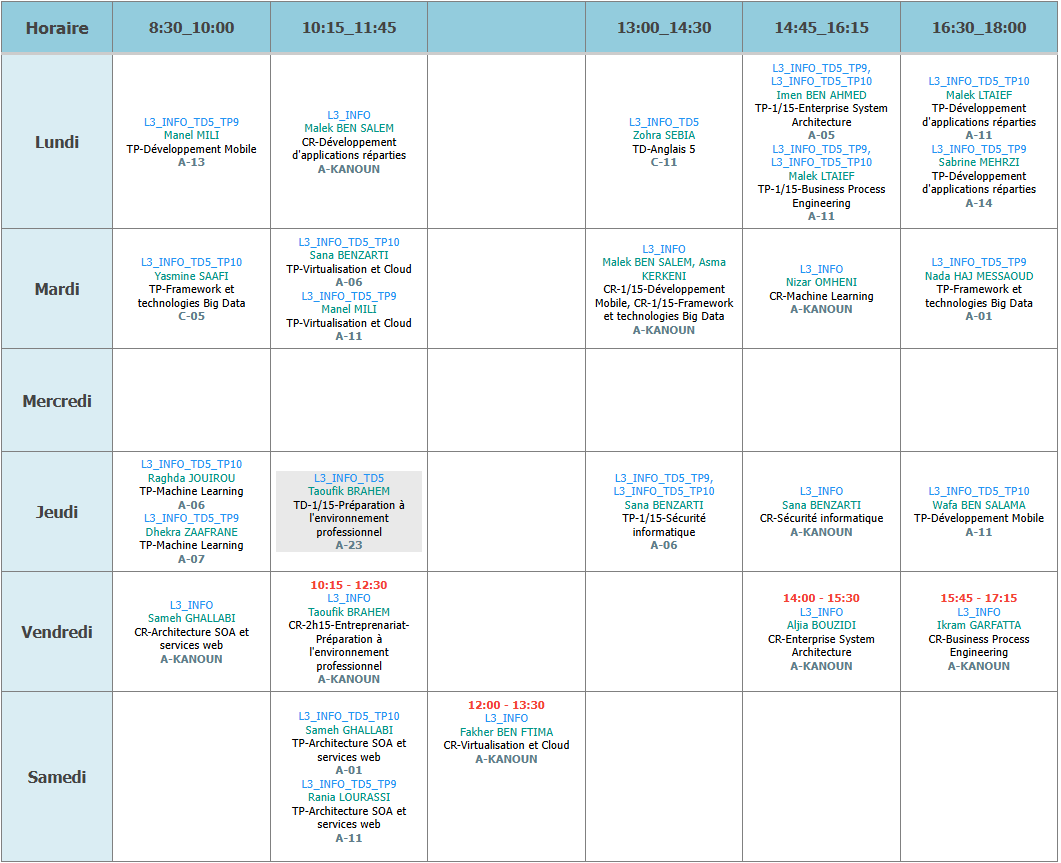 Horaire
8:30_10:00
10:15_11:45
13:00_14:30
14:45_16:15
16:30_18:00
Lundi
L3_INFO_TD5_TP9
Manel MILI
TP-Développement Mobile
A-13
L3_INFO
Malek BEN SALEM
CR-Développement
d'applications réparties
A-KANOUN
L3_INFO_TD5
Zohra SEBIA
TD-Anglais 5
C-11
L3_INFO_TD5_TP9,
L3_INFO_TD5_TP10
Imen BEN AHMED
TP-1/15-Enterprise System
Architecture
A-05
L3_INFO_TD5_TP9,
L3_INFO_TD5_TP10
Malek LTAIEF
TP-1/15-Business Process
Engineering
A-11
L3_INFO_TD5_TP10
Malek LTAIEF
TP-Développement
d'applications réparties
A-11
L3_INFO_TD5_TP9
Sabrine MEHRZI
TP-Développement
d'applications réparties
A-14
Mardi
L3_INFO_TD5_TP10
Yasmine SAAFI
TP-Framework et
technologies Big Data
C-05
L3_INFO_TD5_TP10
Sana BENZARTI
TP-Virtualisation et Cloud
A-06
L3_INFO_TD5_TP9
Manel MILI
TP-Virtualisation et Cloud
A-11
L3_INFO
Malek BEN SALEM, Asma
KERKENI
CR-1/15-Développement
Mobile, CR-1/15-Framework
et technologies Big Data
A-KANOUN
L3_INFO
Nizar OMHENI
CR-Machine Learning
A-KANOUN
L3_INFO_TD5_TP9
Nada HAJ MESSAOUD
TP-Framework et
technologies Big Data
A-01
Mercredi
Jeudi
L3_INFO_TD5_TP10
Raghda JOUIROU
TP-Machine Learning
A-06
L3_INFO_TD5_TP9
Dhekra ZAAFRANE
TP-Machine Learning
A-07
L3_INFO_TD5
Taoufik BRAHEM
TD-1/15-Préparation à
l'environnement
professionnel
A-23
L3_INFO_TD5_TP9,
L3_INFO_TD5_TP10
Sana BENZARTI
TP-1/15-Sécurité
informatique
A-06
L3_INFO
Sana BENZARTI
CR-Sécurité informatique
A-KANOUN
L3_INFO_TD5_TP10
Wafa BEN SALAMA
TP-Développement Mobile
A-11
Vendredi
L3_INFO
Sameh GHALLABI
CR-Architecture SOA et
services web
A-KANOUN
10:15 - 12:30
L3_INFO
Taoufik BRAHEM
CR-2h15-Entreprenariat-
Préparation à
l'environnement
professionnel
A-KANOUN
14:00 - 15:30
L3_INFO
Aljia BOUZIDI
CR-Enterprise System
Architecture
A-KANOUN
15:45 - 17:15
L3_INFO
Ikram GARFATTA
CR-Business Process
Engineering
A-KANOUN
Samedi
L3_INFO_TD5_TP10
Sameh GHALLABI
TP-Architecture SOA et
services web
A-01
L3_INFO_TD5_TP9
Rania LOURASSI
TP-Architecture SOA et
services web
A-11
12:00 - 13:30
L3_INFO
Fakher BEN FTIMA
CR-Virtualisation et Cloud
A-KANOUN